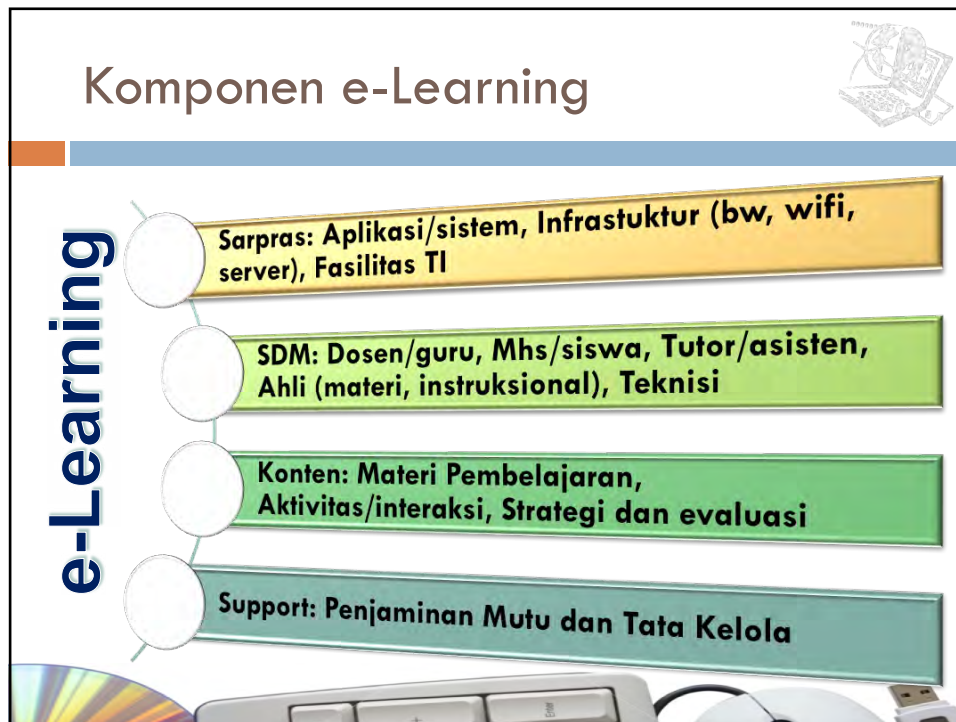 Komponen e-Learning
e-Learning
Sarpras: Aplikasi/sistem, Infrastuktur (bw, wifi,
server), Fasilitas TI
SDM: Dosen/guru, Mhs/siswa, Tutor/asisten,
Ahli (materi, instruksional), Teknisi
Konten: Materi Pembelajaran,
Aktivitas/interaksi, Strategi dan evaluasi
Support: Penjaminan Mutu dan Tata Kelola
+
Enter